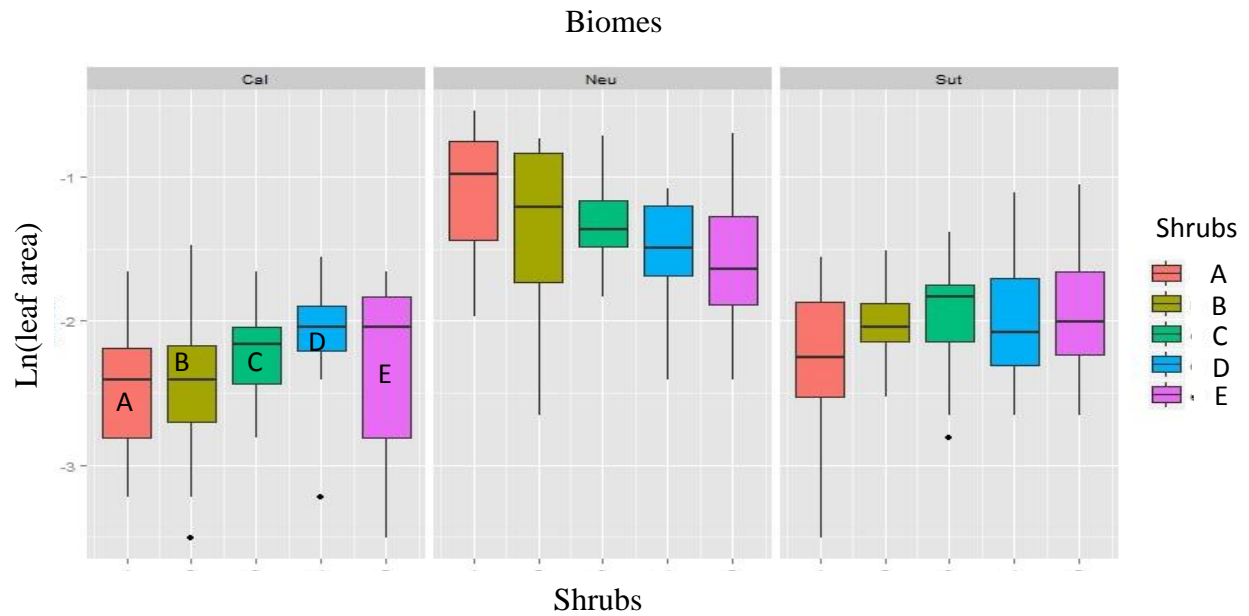 Biomes
Cal Neu Sut
Ln(leaf area)
-1
-2
-3
A B C D E
Shrubs
A
B
C
D
E
Shrubs